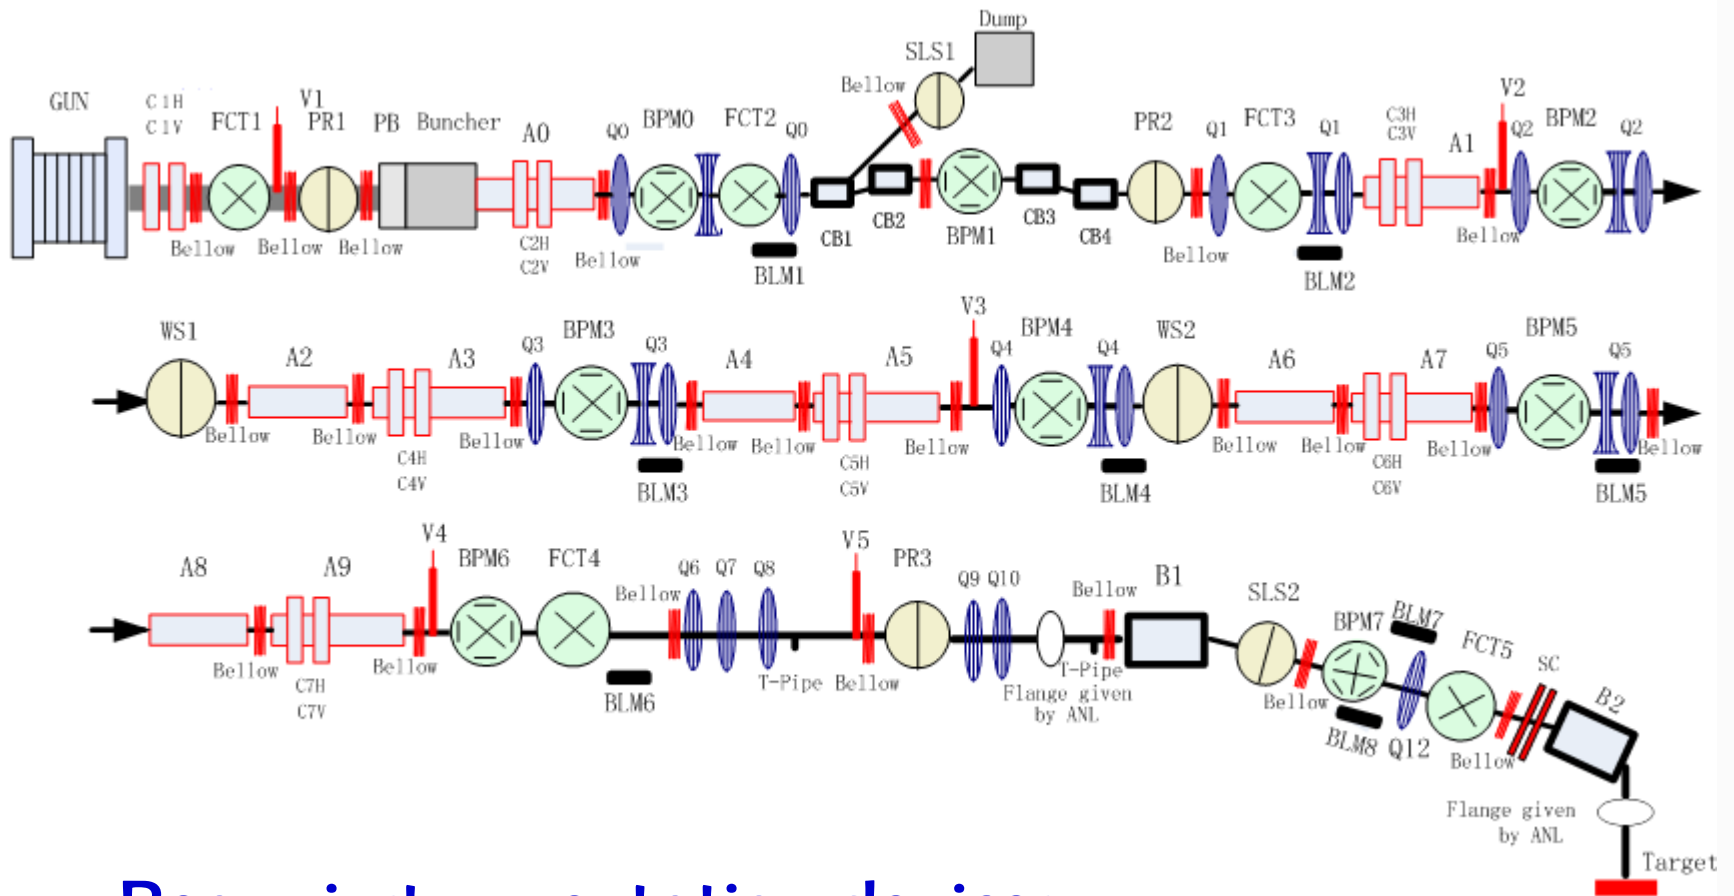 Dump
SLS1
Bellow
GUN
C1H
C1V
FCT1
V1
PR1
PB
Buncher
A0
Q0
BPM0
FCT2
Q0
PR2
Q1
FCT3
Q1
C3H
C3V
A1
V2
Q2
BPM2
Q2
Bellow
Bellow
Bellow
C2H
C2V
Bellow
BLM1
CB1
CB2
BPM1
CB3
CB4
Bellow
BLM2
Bellow
WS1
A2
A3
Q3
BPM3
Q3
A4
A5
V3
Q4
BPM4
Q4
WS2
A6
A7
Q5
BPM5
Q5
Bellow
Bellow
C4H
C4V
Bellow
BLM3
Bellow
Bellow
C5H
C5V
Bellow
BLM4
Bellow
Bellow
C6H
C6V
Bellow
BLM5
Bellow
A8
A9
V4
BPM6
FCT4
Bellow
Q6
Q7
Q8
V5
PR3
Q9
Q10
Bellow
B1
SLS2
BPM7
BLM7
FCT5
SC
B2
Bellow
C7H
C7V
Bellow
BLM6
T-Pipe
Bellow
T-Pipe
Flange given
by ANL
Bellow
BLM8
Q12
Bellow
Flange given
by ANL
Target